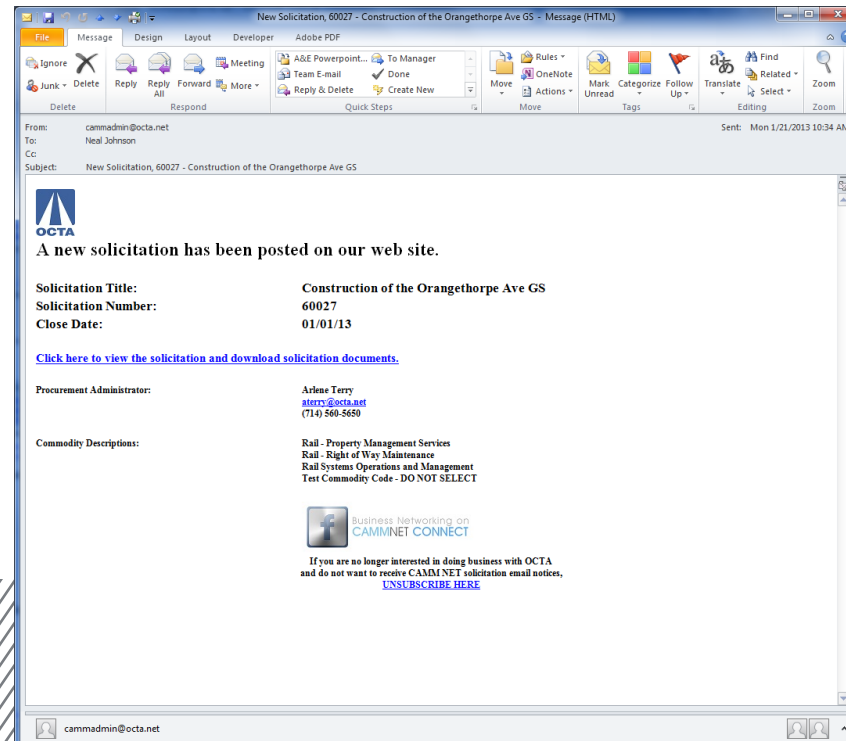 New Solicitation, 60027 - Construction of the Orangethorpe Ave GS - Message (HTML)
File Message Design Layout Developer Adobe PDF
Ignore
Junk
Delete
Reply
Reply All
Forward
Meeting
More
A&E Powerpoint...
Team E-mail
Reply & Delete
To Manager
Done
Create New
Move
Rules
OneNote
Actions
Mark Unread
Categorize
Follow Up
Translate
Find
Related
Select
Zoom
Delete Respond Quick Steps Move Tags Editing Zoom
From: cammadmin@octa.net Sent: Mon 1/21/2013 10:34 AM
To: Neal Johnson
Cc:
Subject: New Solicitation, 60027 - Construction of the Orangethorpe Ave GS
OCTA
A new solicitation has been posted on our web site.
Solicitation Title: Construction of the Orangethorpe Ave GS
Solicitation Number: 60027
Close Date: 01/01/13
Click here to view the solicitation and download solicitation documents.
Procurement Administrator: Arlene Terry
aterry@octa.net
(714) 560-5650
Commodity Descriptions: Rail - Property Management Services
Rail - Right of Way Maintenance
Rail Systems Operations and Management
Test Commodity Code - DO NOT SELECT
f
Business Networking on
CAMMNET CONNECT
If you are no longer interested in doing business with OCTA
and do not want to receive CAMM NET solicitation email notices,
UNSUBSCRIBE HERE
cammadmin@octa.net